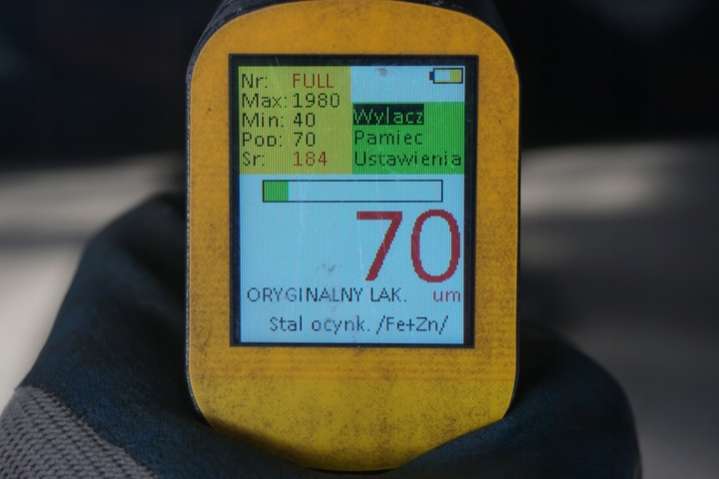 Nr: FULL
Max: 1980
Min: 40
Pop: 70
Sr: 184
Wylacz
Pamiec
Ustawienia
70
ORYGINALNY LAK. um
Stal ocynk. /Fe+Zn/